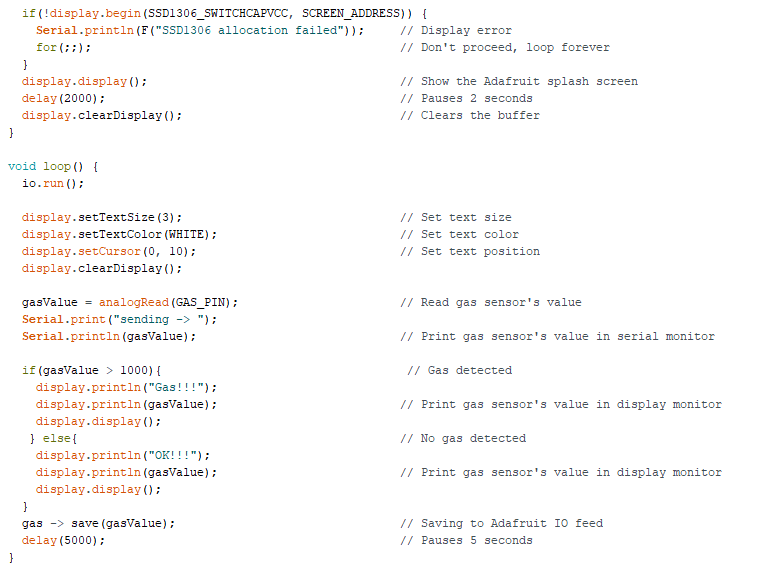 if(!display.begin(SSD1306_SWITCHCAPVCC, SCREEN_ADDRESS)) {
Serial.println(F("SSD1306 allocation failed")); // Display error
for(;;); // Don't proceed, loop forever
}
display.display(); // Show the Adafruit splash screen
delay(2000); // Pauses 2 seconds
display.clearDisplay(); // Clears the buffer
}
void loop() {
io.run();
display.setTextSize(3); // Set text size
display.setTextColor(WHITE); // Set text color
display.setCursor(0, 10); // Set text position
display.clearDisplay();
gasValue = analogRead(GAS_PIN); // Read gas sensor's value
Serial.print("sending -> ");
Serial.println(gasValue); // Print gas sensor's value in serial monitor
if(gasValue > 1000){ // Gas detected
display.println("Gas!!!");
display.println(gasValue); // Print gas sensor's value in display monitor
display.display();
} else{ // No gas detected
display.println("OK!!!");
display.println(gasValue); // Print gas sensor's value in display monitor
display.display();
}
gas -> save(gasValue); // Saving to Adafruit IO feed
delay(5000); // Pauses 5 seconds
}